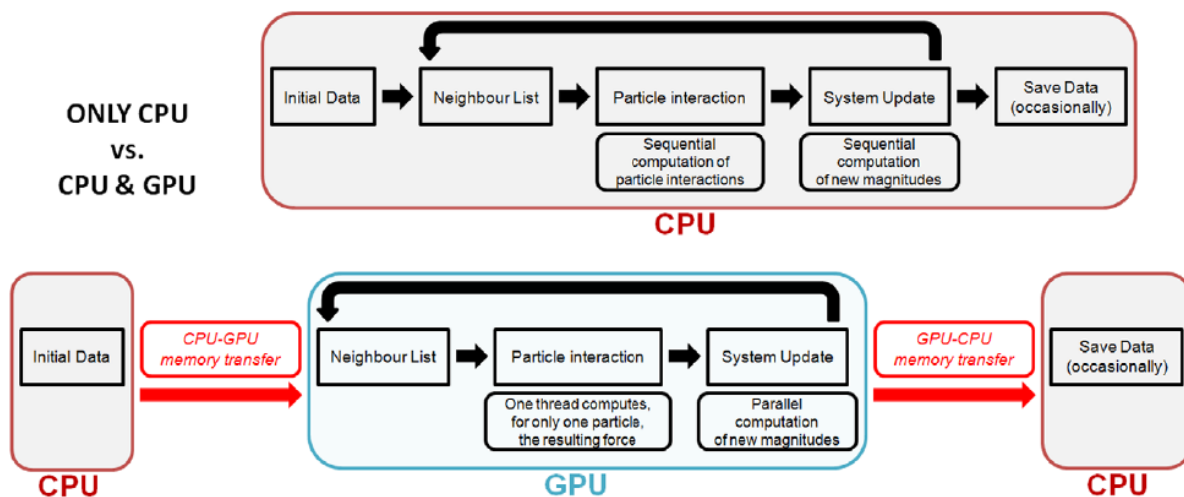 ONLY CPU
vs.
CPU & GPU
Initial Data
Neighbour List
Particle interaction
System Update
Save Data
(occasionally)
Sequential
computation of
particle interactions
Sequential
computation
of new magnitudes
CPU
Initial Data
CPU-GPU
memory transfer
Neighbour List
Particle interaction
System Update
One thread computes,
for only one particle,
the resulting force
Parallel
computation
of new magnitudes
GPU-CPU
memory transfer
Save Data
(occasionally)
CPU
GPU
CPU